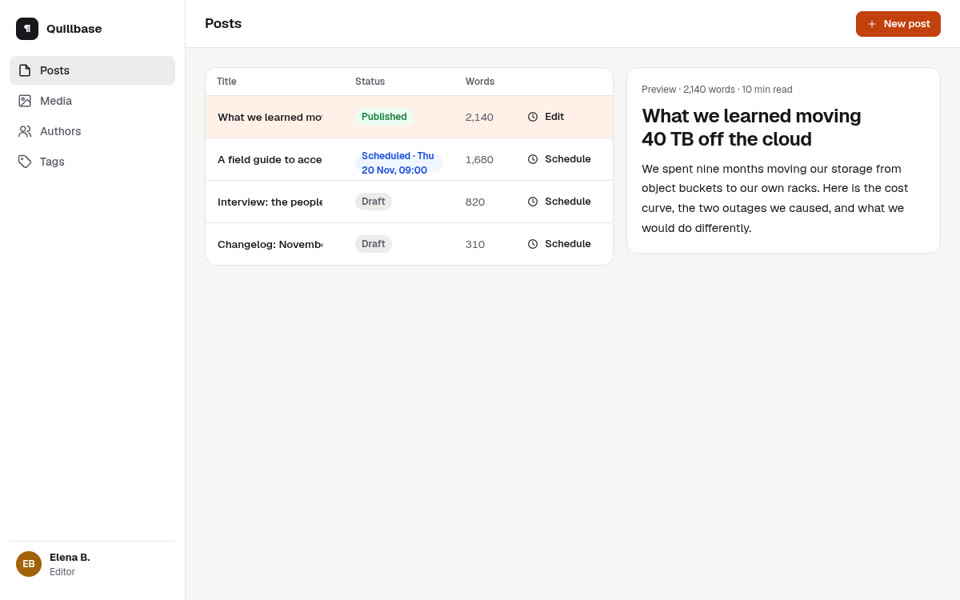 ¶ Quillbase
Posts
Media
Authors
Tags
EB
Elena B.
Editor
Posts
+ New post
Title Status Words
What we learned mo Published 2,140 Edit
A field guide to acce Scheduled · Thu 1,680 Schedule
20 Nov, 09:00
Interview: the people Draft 820 Schedule
Changelog: Novemb Draft 310 Schedule
Preview · 2,140 words · 10 min read
What we learned moving
40 TB off the cloud
We spent nine months moving our storage from
object buckets to our own racks. Here is the cost
curve, the two outages we caused, and what we
would do differently.